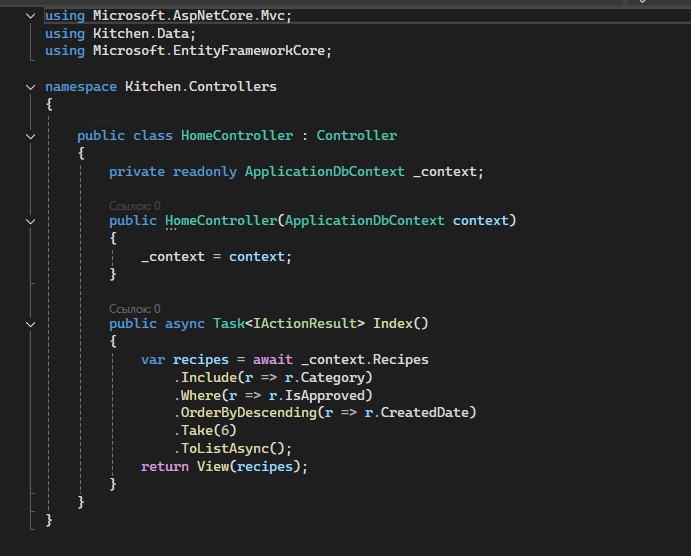 using Microsoft.AspNetCore.Mvc;
using Kitchen.Data;
using Microsoft.EntityFrameworkCore;
namespace Kitchen.Controllers
{
Ссылок: 1
public class HomeController : Controller
{
private readonly ApplicationDbContext _context;
Ссылок: 0
public HomeController(ApplicationDbContext context)
{
_context = context;
}
Ссылок: 0
public async Task<IActionResult> Index()
{
var recipes = await _context.Recipes
.Include(r => r.Category)
.Where(r => r.IsApproved)
.OrderByDescending(r => r.CreatedDate)
.Take(6)
.ToListAsync();
return View(recipes);
}
}
}